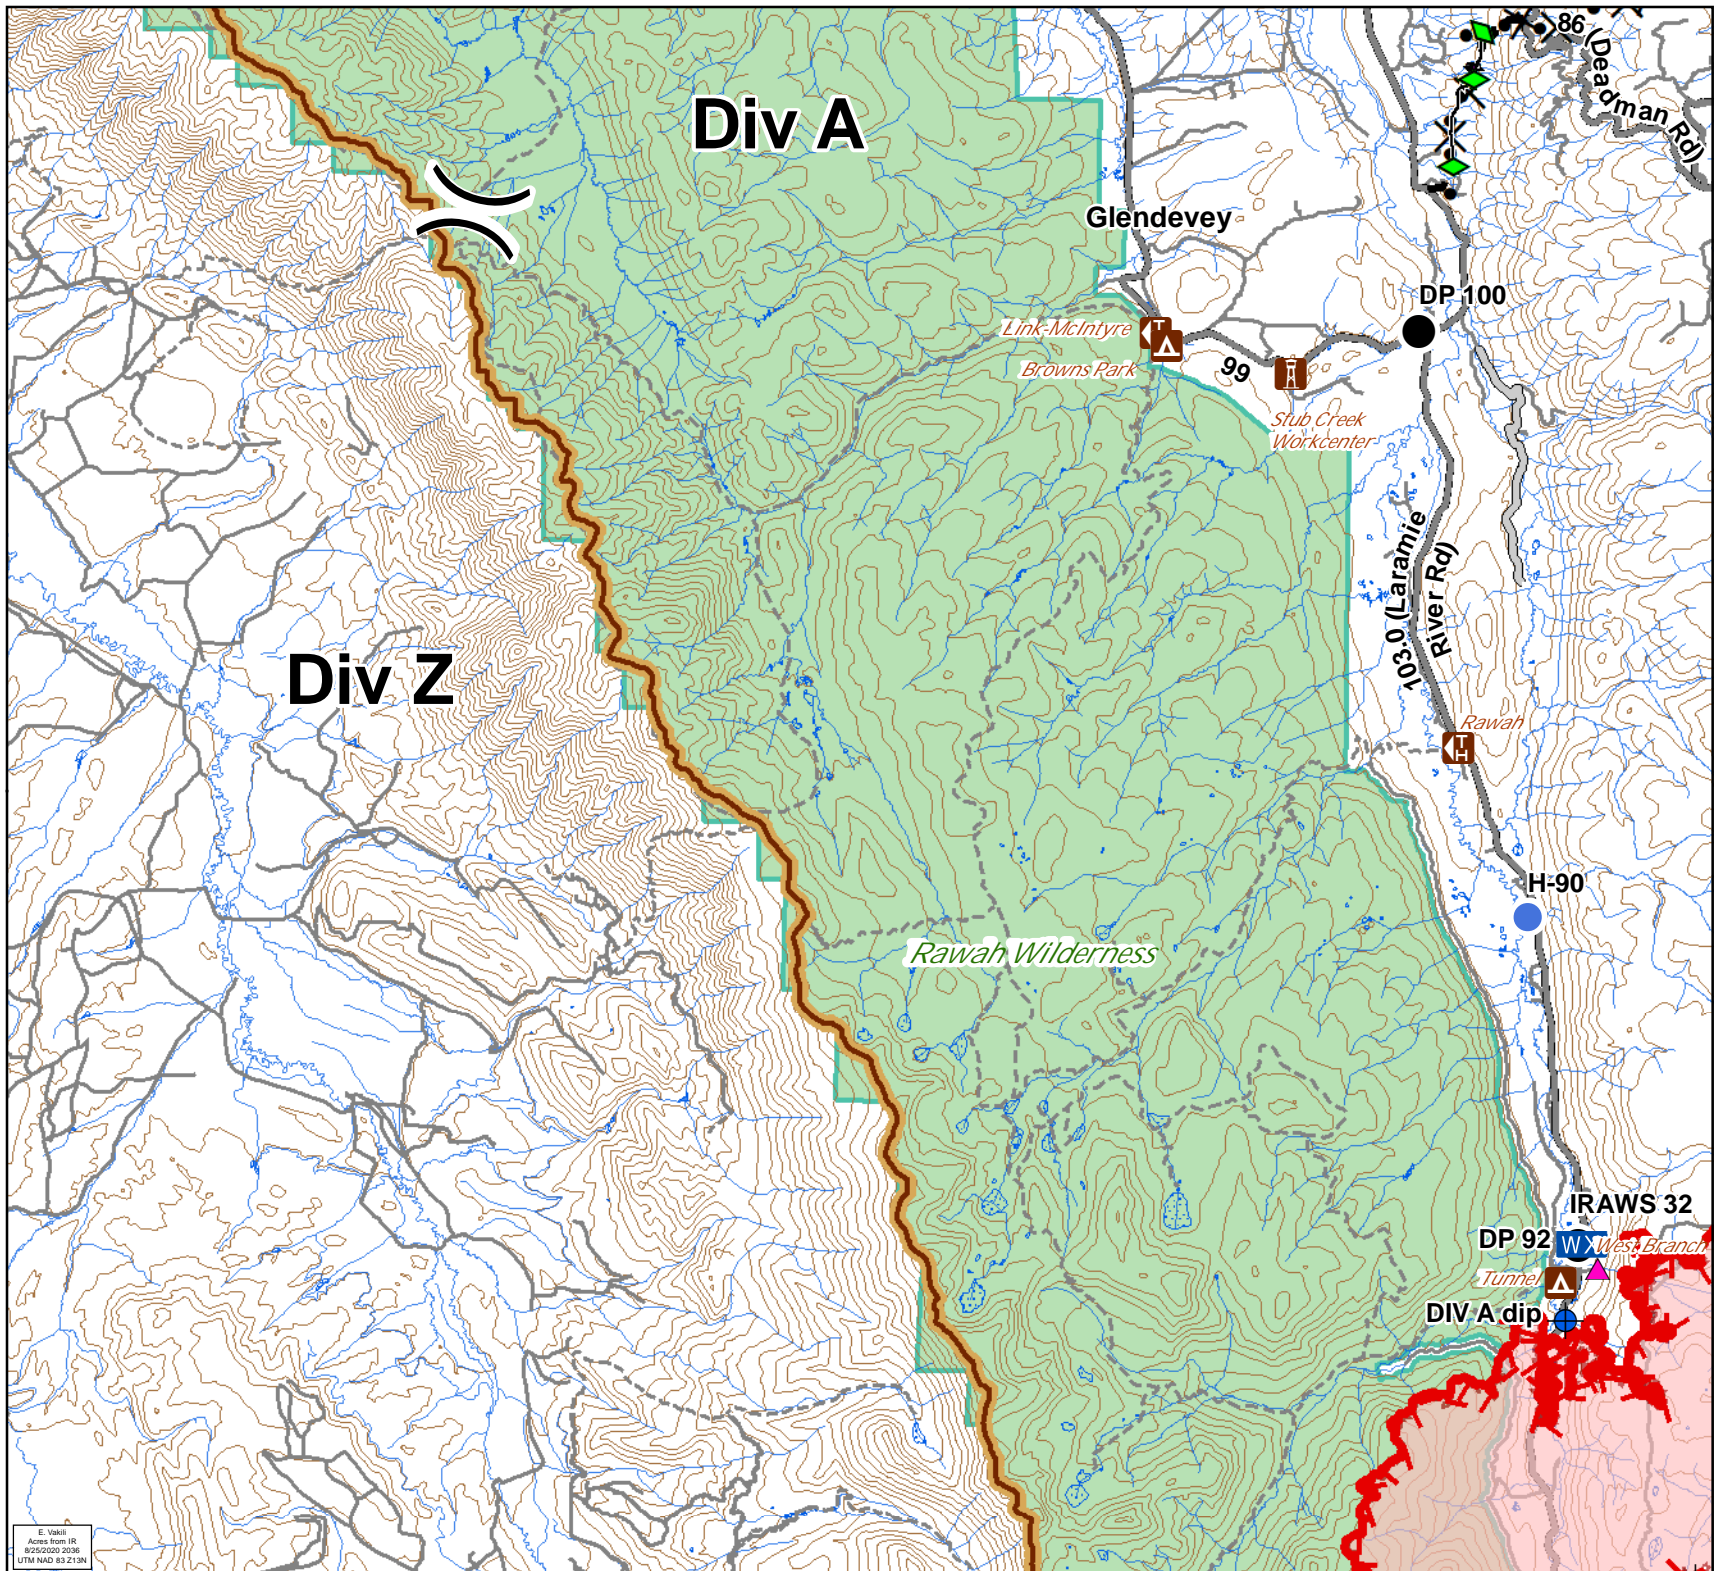 86 (Deadman Rd)
Div A
Glendevey
DP 100
Link-McIntyre
T
Browns Park
99
Stub Creek
Workcenter
103.0 (Laramie
River Rd)
Div Z
Rawah
T
H
H-90
Rawah Wilderness
IRAWS 32
DP 92
W X
West Branch
Tunnel
DIV A dip
E. Vakili
Acres from IR
8/25/2020 2036
UTM NAD 83 Z13N